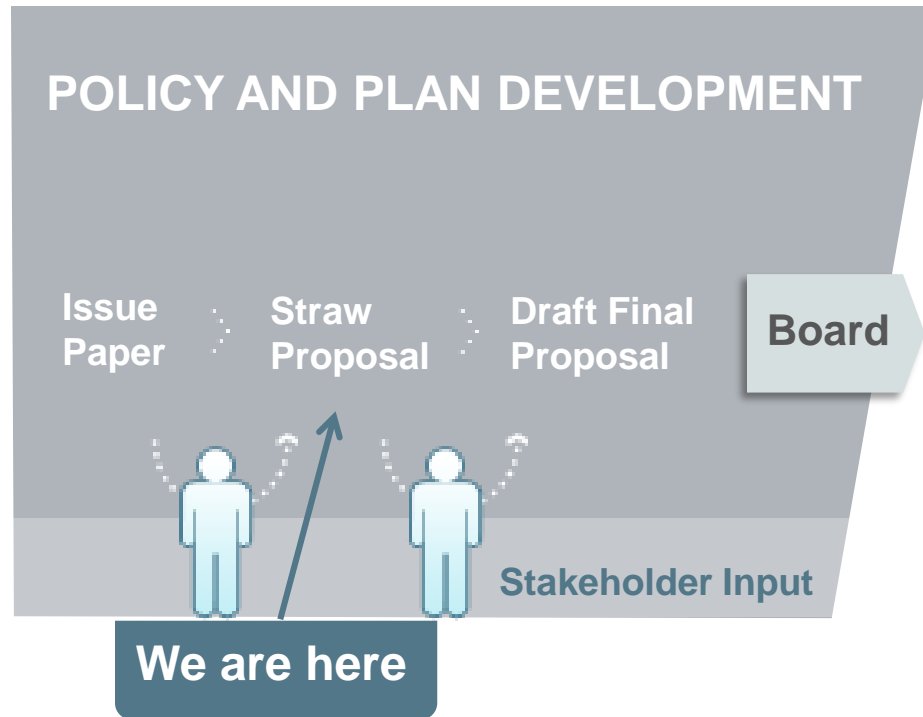 POLICY AND PLAN DEVELOPMENT
Issue
Paper
Straw
Proposal
Draft Final
Proposal
Board
Stakeholder Input
We are here